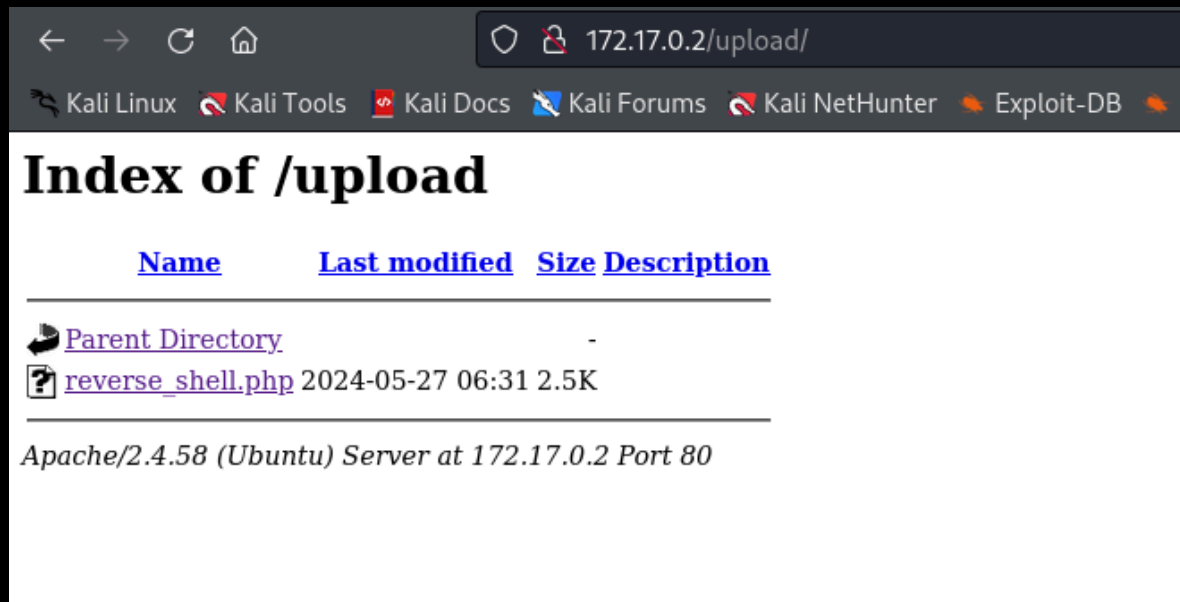 172.17.0.2/upload/
Kali Linux Kali Tools Kali Docs Kali Forums Kali NetHunter Exploit-DB
Index of /upload
Name Last modified Size Description
Parent Directory -
reverse_shell.php 2024-05-27 06:31 2.5K
Apache/2.4.58 (Ubuntu) Server at 172.17.0.2 Port 80